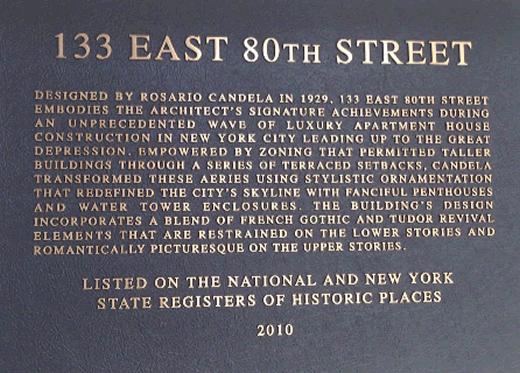 133 EAST 80TH STREET
DESIGNED BY ROSARIO CANDELA IN 1929, 133 EAST 80TH STREET
EMBODIES THE ARCHITECT'S SIGNATURE ACHIEVEMENTS DURING
AN UNPRECEDENTED WAVE OF LUXURY APARTMENT HOUSE
CONSTRUCTION IN NEW YORK CITY LEADING UP TO THE GREAT
DEPRESSION. EMPOWERED BY ZONING THAT PERMITTED TALLER
BUILDINGS THROUGH A SERIES OF TERRACED SETBACKS, CANDELA
TRANSFORMED THESE AERIES USING STYLISTIC ORNAMENTATION
THAT REDEFINED THE CITY'S SKYLINE WITH FANCIFUL PENTHOUSES
AND WATER TOWER ENCLOSURES. THE BUILDING'S DESIGN
INCORPORATES A BLEND OF FRENCH GOTHIC AND TUDOR REVIVAL
ELEMENTS THAT ARE RESTRAINED ON THE LOWER STORIES AND
ROMANTICALLY PICTURESQUE ON THE UPPER STORIES.
LISTED ON THE NATIONAL AND NEW YORK
STATE REGISTERS OF HISTORIC PLACES
2010